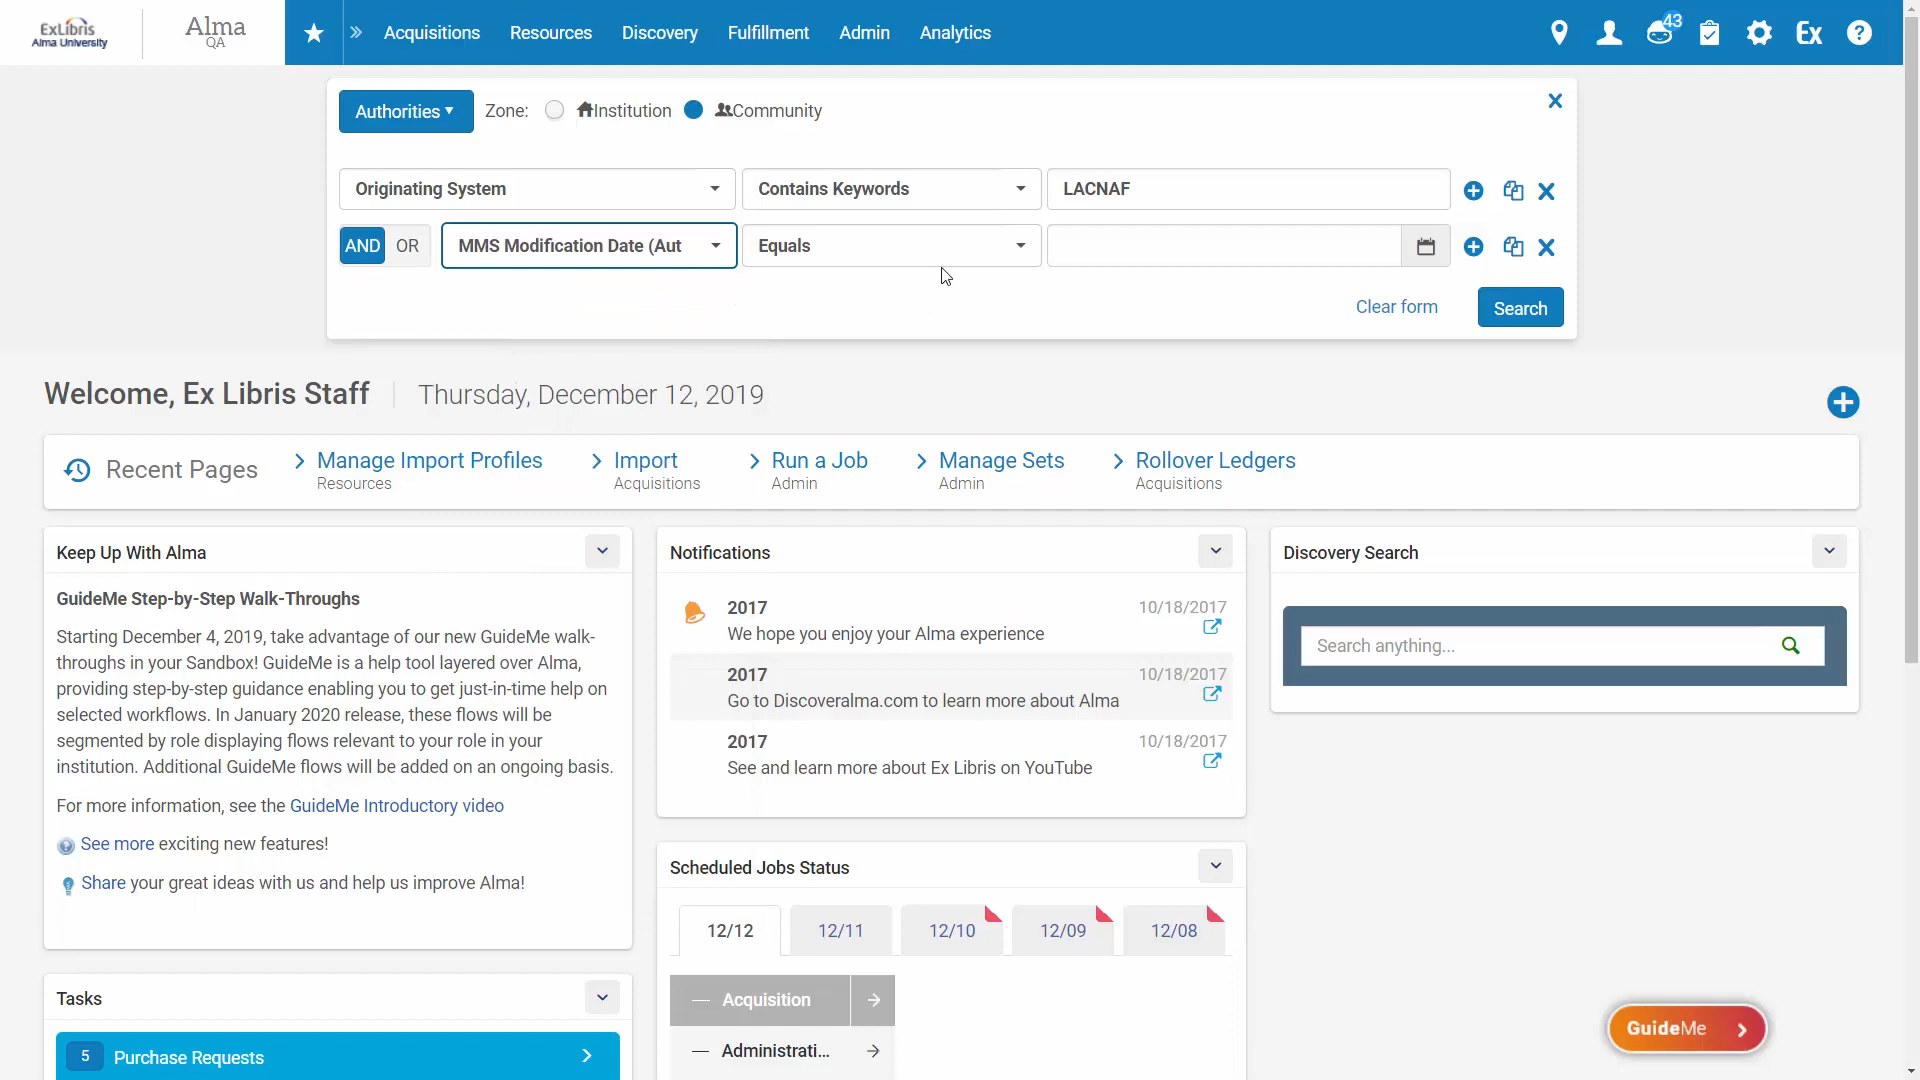 ExLibris
Alma University
Alma
QA
Acquisitions
Resources
Discovery
Fulfillment
Admin
Analytics
43
Ex
?
Authorities
Zone:
Institution
Community
Originating System
Contains Keywords
LACNAF
AND
OR
MMS Modification Date (Aut
Equals
Clear form
Search
Welcome, Ex Libris Staff
Thursday, December 12, 2019
Recent Pages
Manage Import Profiles
Resources
Import
Acquisitions
Run a Job
Admin
Manage Sets
Admin
Rollover Ledgers
Acquisitions
Keep Up With Alma
GuideMe Step-by-Step Walk-Throughs
Starting December 4, 2019, take advantage of our new GuideMe walk-
throughs in your Sandbox! GuideMe is a help tool layered over Alma,
providing step-by-step guidance enabling you to get just-in-time help on
selected workflows. In January 2020 release, these flows will be
segmented by role displaying flows relevant to your role in your
institution. Additional GuideMe flows will be added on an ongoing basis.
For more information, see the GuideMe Introductory video
See more exciting new features!
Share your great ideas with us and help us improve Alma!
Tasks
5 Purchase Requests
Notifications
2017 10/18/2017
We hope you enjoy your Alma experience
2017 10/18/2017
Go to Discoveralma.com to learn more about Alma
2017 10/18/2017
See and learn more about Ex Libris on YouTube
Scheduled Jobs Status
12/12
12/11
12/10
12/09
12/08
Acquisition
Administrati...
Discovery Search
Search anything...
GuideMe